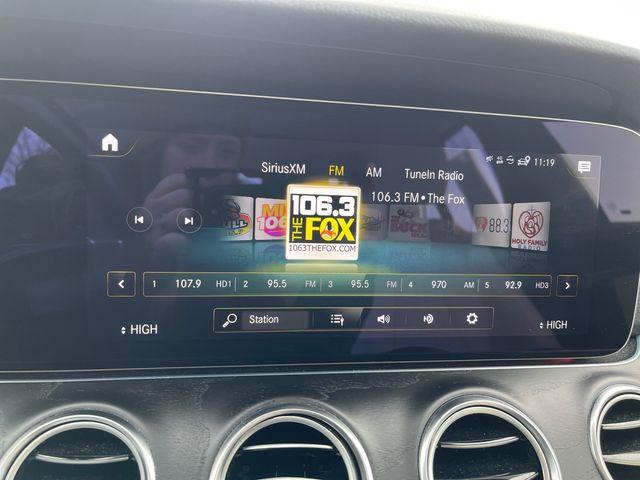 11:19
SiriusXM FM AM TuneIn Radio
106.3 FM • The Fox
106.3
THE FOX
1063THEFOX.COM
88.3
HOLY FAMILY
RADIO
1 107.9 HD1 2 95.5 FM 3 95.5 FM 4 970 AM 5 92.9 HD3
Station
HIGH
HIGH